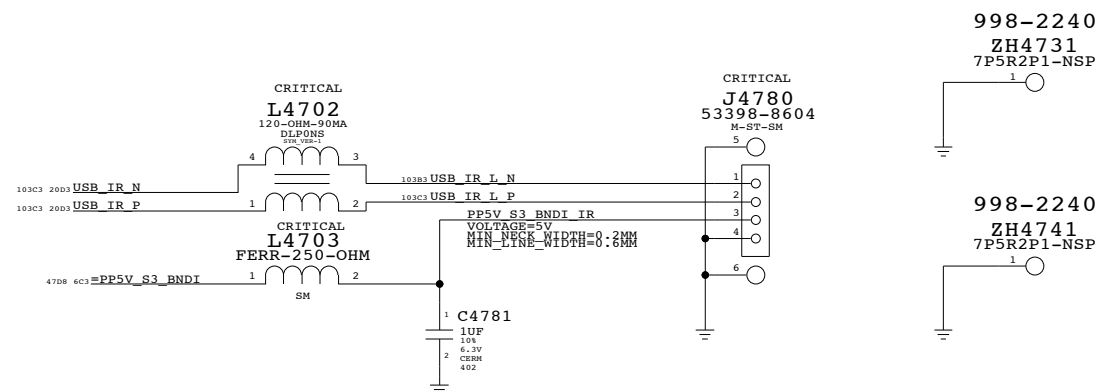 998-2240
ZH4731
7P5R2P1-NSP
1
CRITICAL
L4702
120-OHM-90MA
DLP0NS
SYM_VER-1
4
3
103C3 20D3 USB_IR_N
103C3 20D3 USB_IR_P
1
2
CRITICAL
J4780
53398-8604
M-ST-SM
5
103B3 USB_IR_L_N
1
103C3 USB_IR_L_P
2
PP5V_S3_BNDI_IR
3
VOLTAGE=5V
MIN_NECK_WIDTH=0.2MM
MIN_LINE_WIDTH=0.6MM
4
6
CRITICAL
L4703
FERR-250-OHM
47D8 6C3 =PP5V_S3_BNDI
1
2
SM
1
C4781
1UF
10%
6.3V
CERM
402
2
998-2240
ZH4741
7P5R2P1-NSP
1